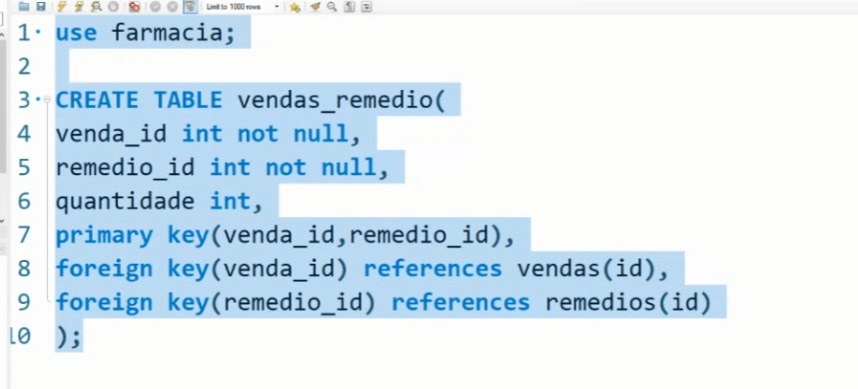 Limit to 1000 rows
1 use farmacia;
2
3 CREATE TABLE vendas_remedio(
4 venda_id int not null,
5 remedio_id int not null,
6 quantidade int,
7 primary key(venda_id,remedio_id),
8 foreign key(venda_id) references vendas(id),
9 foreign key(remedio_id) references remedios(id)
10 );